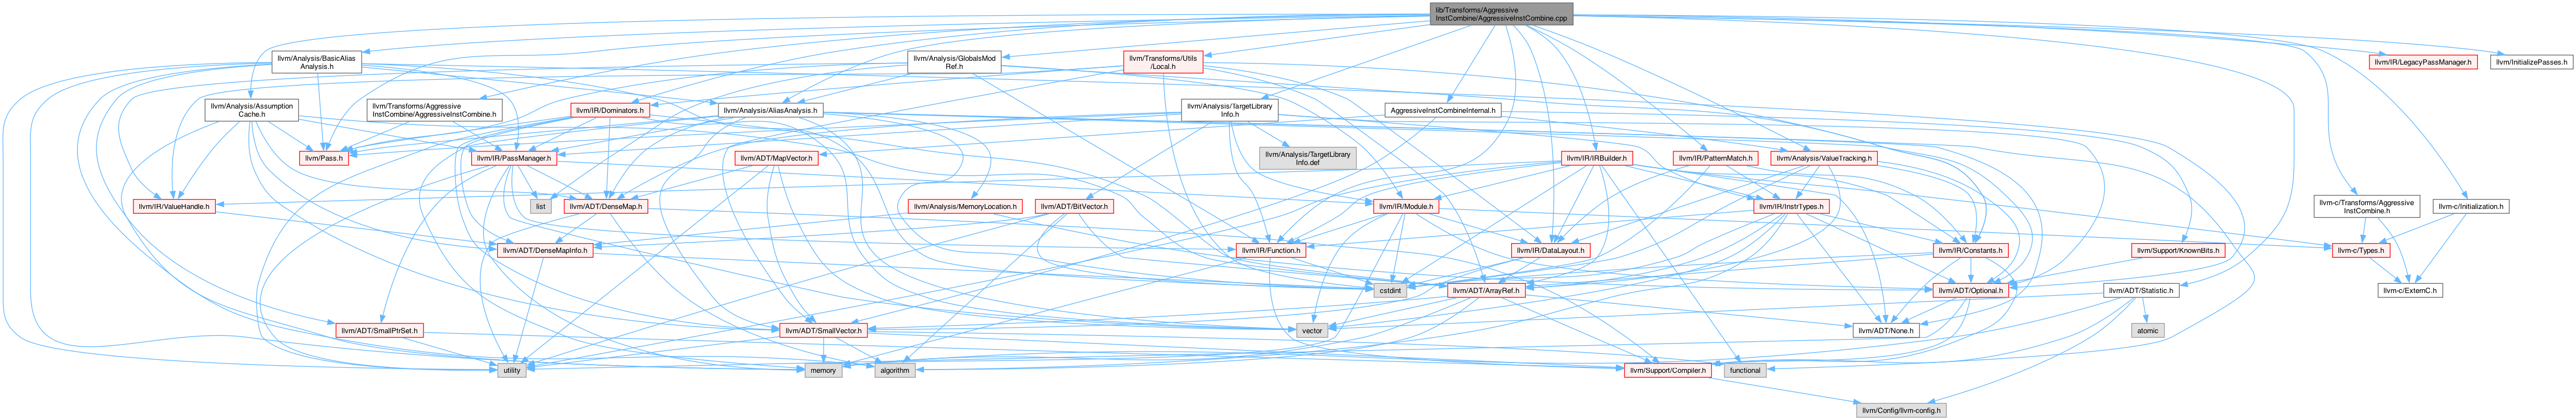 lib/Transforms/Aggressive
InstCombine/AggressiveInstCombine.cpp
llvm/Analysis/BasicAlias
Analysis.h
llvm/Analysis/GlobalsMod
Ref.h
llvm/Transforms/Utils
/Local.h
llvm/IR/LegacyPassManager.h
llvm/InitializePasses.h
llvm/Analysis/Assumption
Cache.h
llvm/Transforms/Aggressive
InstCombine/AggressiveInstCombine.h
llvm/IR/Dominators.h
llvm/Analysis/AliasAnalysis.h
llvm/Analysis/TargetLibrary
Info.h
AggressiveInstCombineInternal.h
llvm/Pass.h
llvm/IR/PassManager.h
llvm/ADT/MapVector.h
llvm/Analysis/TargetLibrary
Info.def
llvm/IR/IRBuilder.h
llvm/IR/PatternMatch.h
llvm/Analysis/ValueTracking.h
llvm/IR/ValueHandle.h
list
llvm/ADT/DenseMap.h
llvm/Analysis/MemoryLocation.h
llvm/ADT/BitVector.h
llvm/IR/Module.h
llvm/IR/InstrTypes.h
llvm-c/Transforms/Aggressive
InstCombine.h
llvm-c/Initialization.h
llvm/ADT/DenseMapInfo.h
llvm/IR/Function.h
llvm/IR/DataLayout.h
llvm/IR/Constants.h
llvm/Support/KnownBits.h
llvm-c/Types.h
cstdint
llvm/ADT/ArrayRef.h
llvm/ADT/Optional.h
llvm/ADT/Statistic.h
llvm-c/ExternC.h
llvm/ADT/SmallPtrSet.h
llvm/ADT/SmallVector.h
vector
llvm/ADT/None.h
atomic
utility
memory
algorithm
llvm/Support/Compiler.h
functional
llvm/Config/llvm-config.h